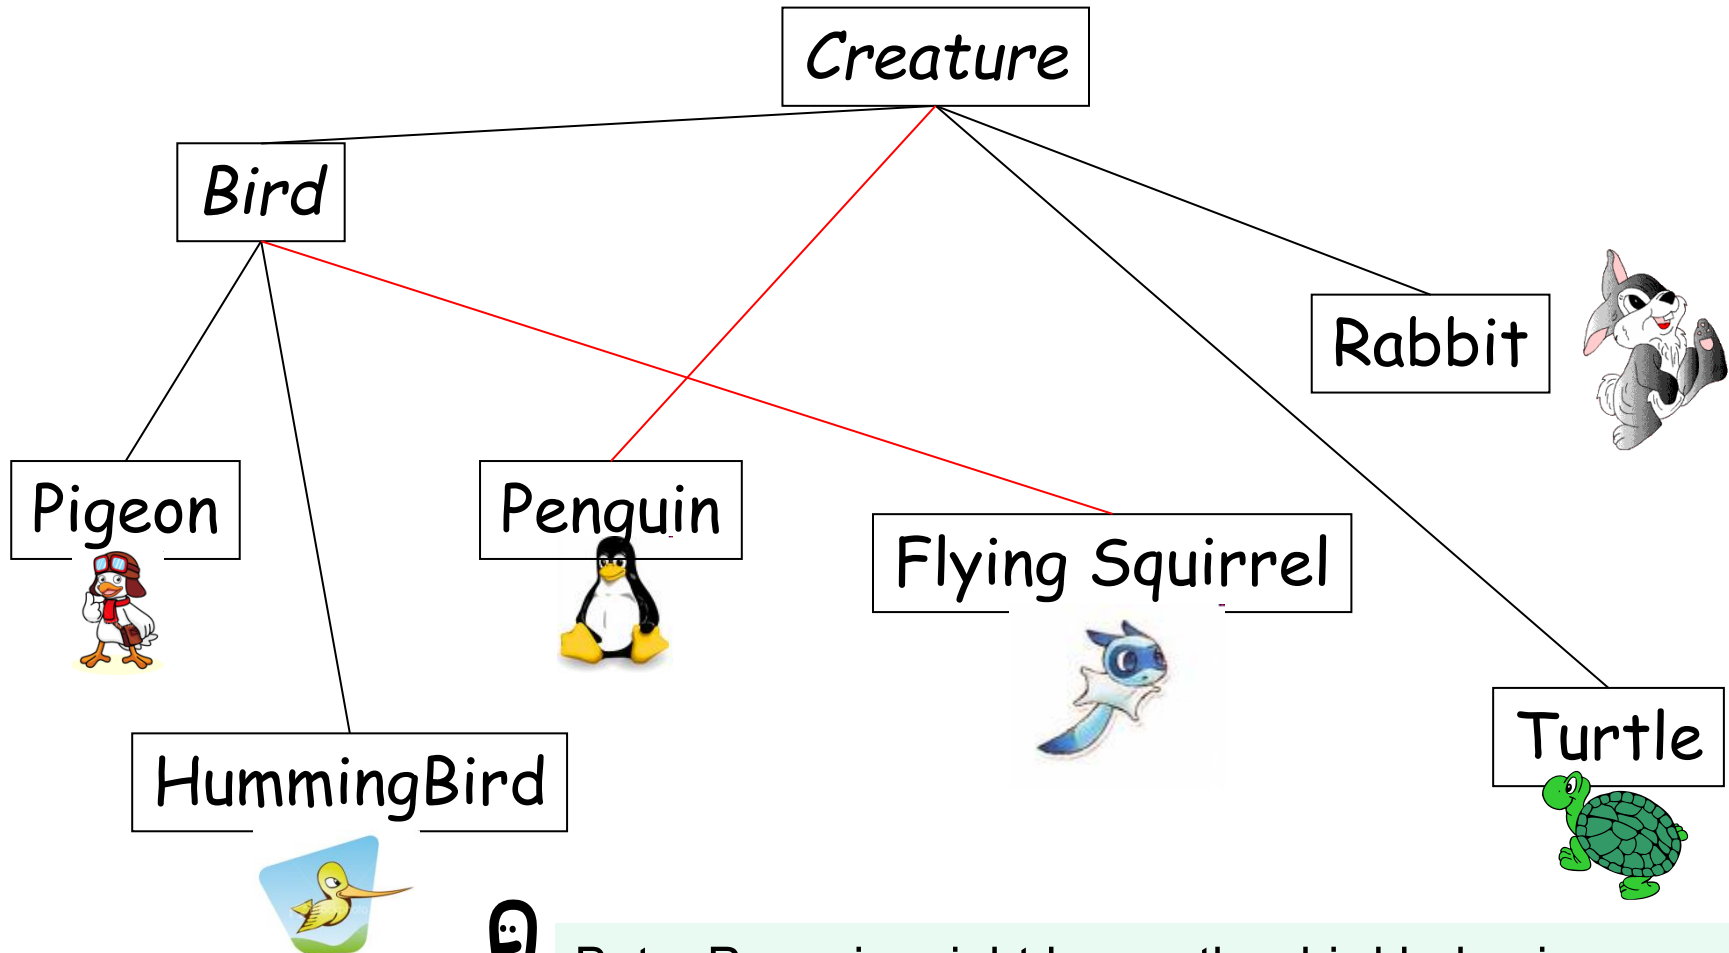 Creature
Bird
Rabbit
Pigeon
Penguin
Flying Squirrel
Turtle
HummingBird